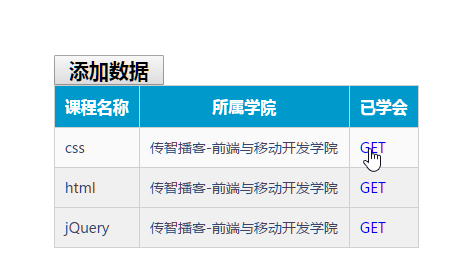 添加数据
课程名称 所属学院 已学会
css 传智播客-前端与移动开发学院 GET
html 传智播客-前端与移动开发学院 GET
jQuery 传智播客-前端与移动开发学院 GET